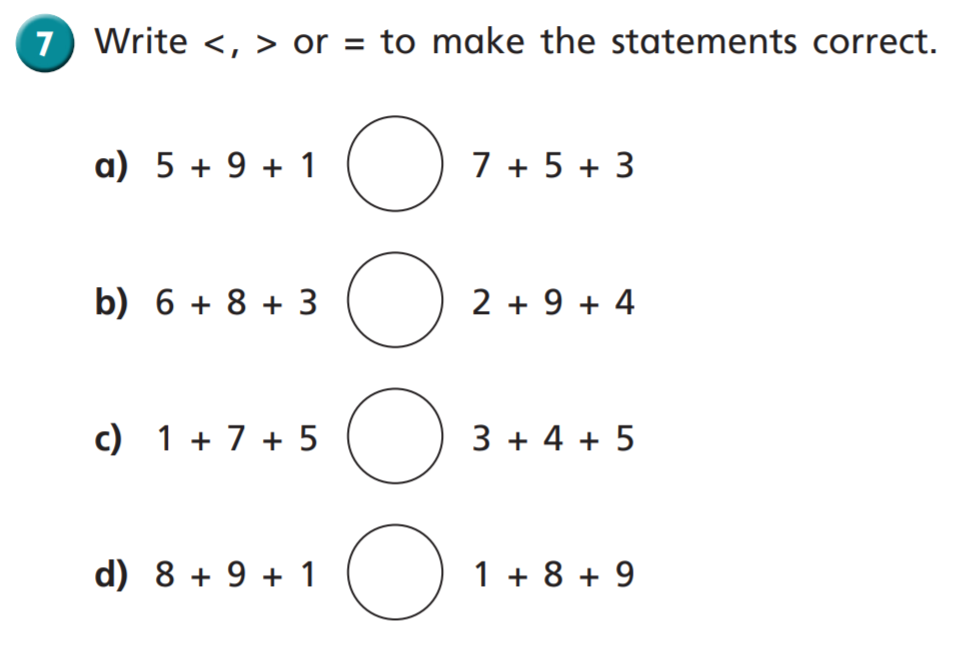 7 Write <, > or = to make the statements correct.
a) 5 + 9 + 1 7 + 5 + 3
b) 6 + 8 + 3 2 + 9 + 4
c) 1 + 7 + 5 3 + 4 + 5
d) 8 + 9 + 1 1 + 8 + 9